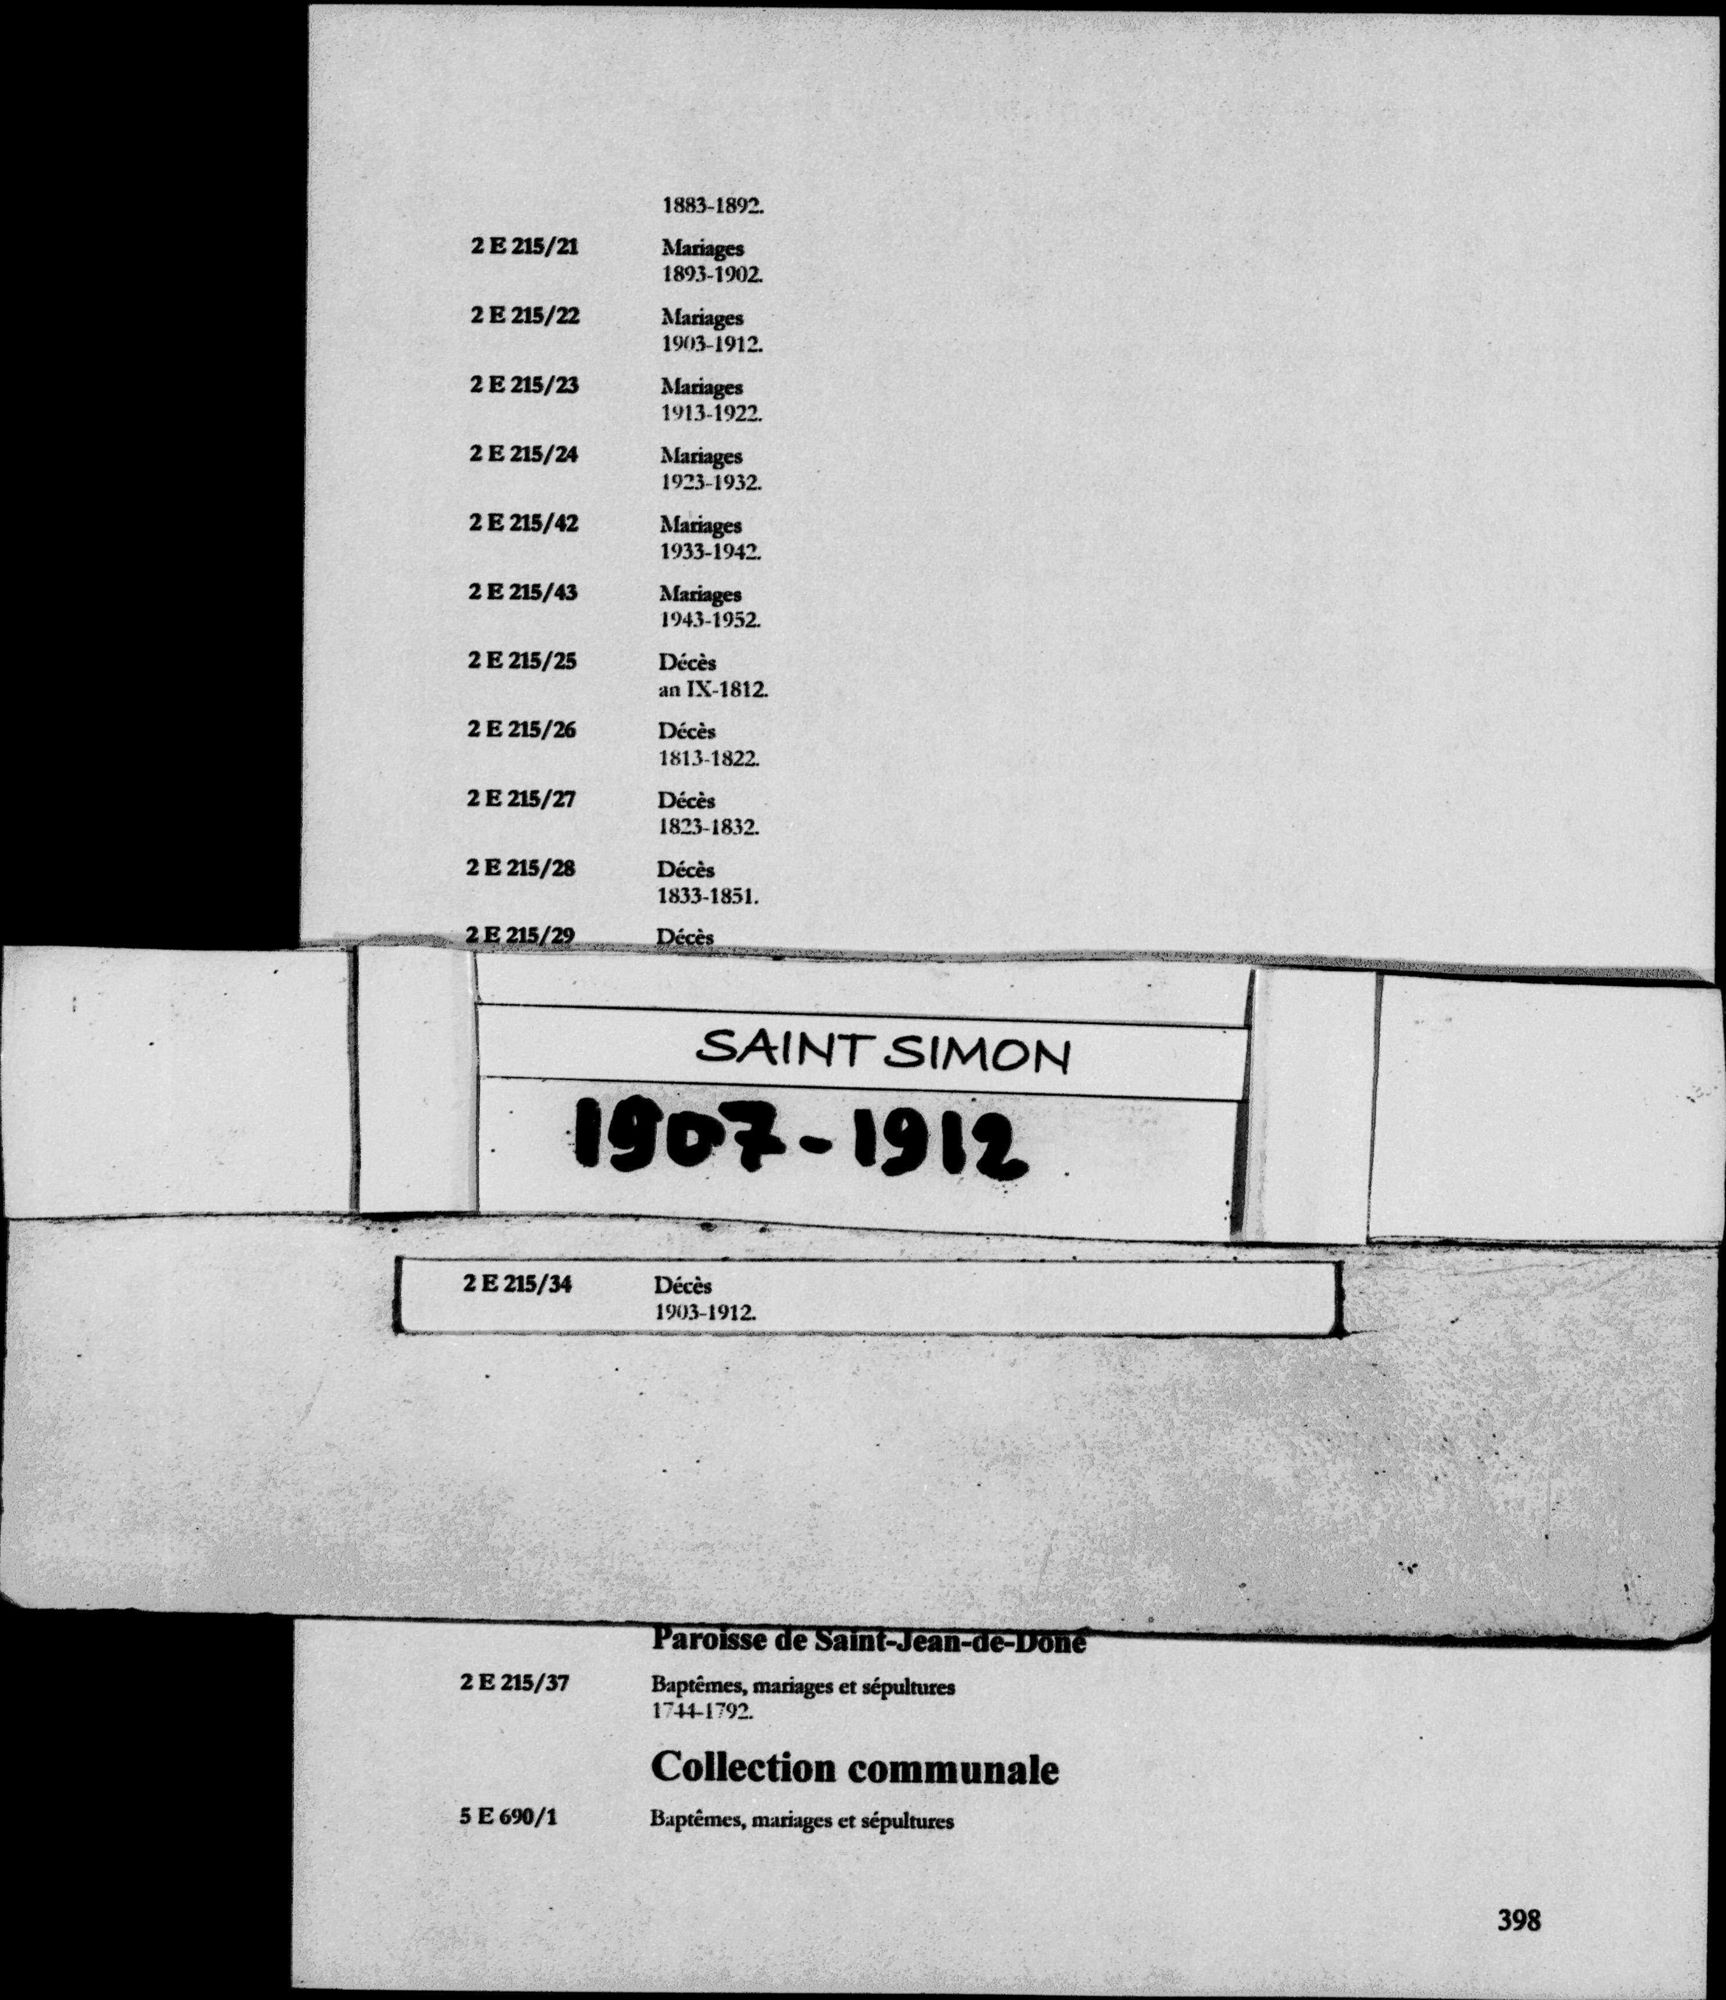 1883-1892.
2 E 215/21 Mariages
1893-1902.
2 E 215/22 Mariages
1903-1912.
2 E 215/23 Mariages
1913-1922.
2 E 215/24 Mariages
1923-1932.
2 E 215/42 Mariages
1933-1942.
2 E 215/43 Mariages
1943-1952.
2 E 215/25 Décès
an IX-1812.
2 E 215/26 Décès
1813-1822.
2 E 215/27 Décès
1823-1832.
2 E 215/28 Décès
1833-1851.
2 E 215/29 Décès
SAINT SIMON
1907-1912
2 E 215/34 Décès
1903-1912.
Paroisse de Saint-Jean-de-Done
2 E 215/37 Baptêmes, mariages et sépultures
1744-1792.
Collection communale
5 E 690/1 Baptêmes, mariages et sépultures
398